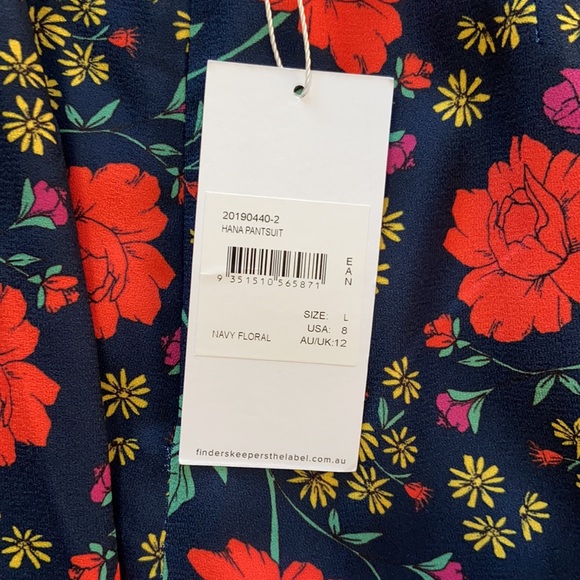 20190440-2
HANA PANTSUIT
9 351510 565871
EAN
SIZE: L
USA: 8
AU/UK: 12
NAVY FLORAL
finderskeepersthelabel.com.au